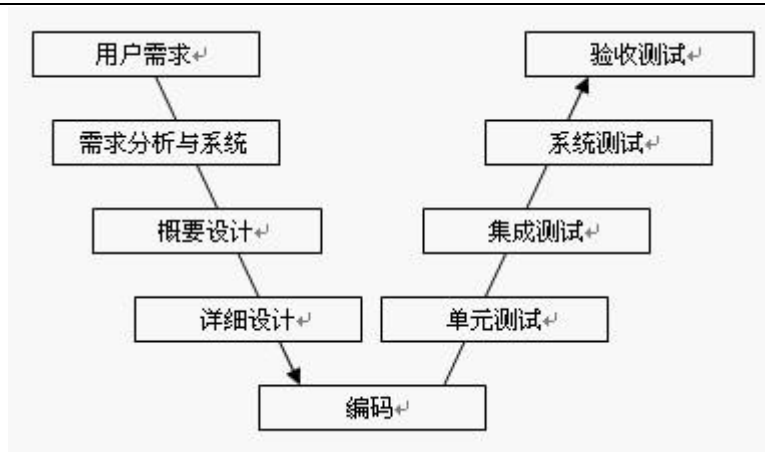 用户需求↵
验收测试↵
需求分析与系统
系统测试↵
概要设计↵
集成测试↵
详细设计↵
单元测试↵
编码↵